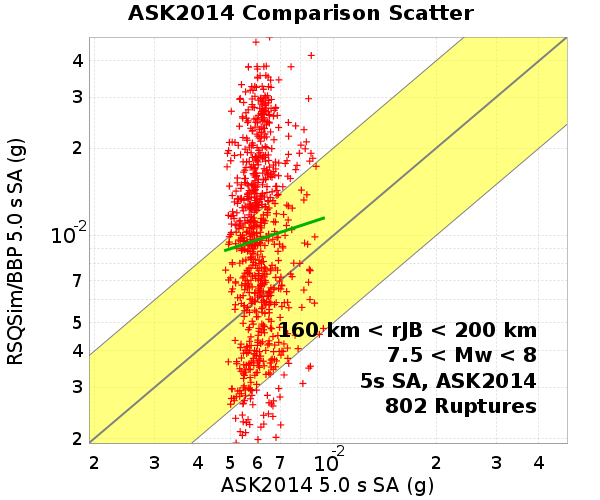 ASK2014 Comparison Scatter
RSQSim/BBP 5.0 s SA (g)
4
3
2
10-2
7
5
4
3
2
160 km < rJB < 200 km
7.5 < Mw < 8
5s SA, ASK2014
802 Ruptures
2 3 4 5 6 7 10-2 2 3 4
ASK2014 5.0 s SA (g)